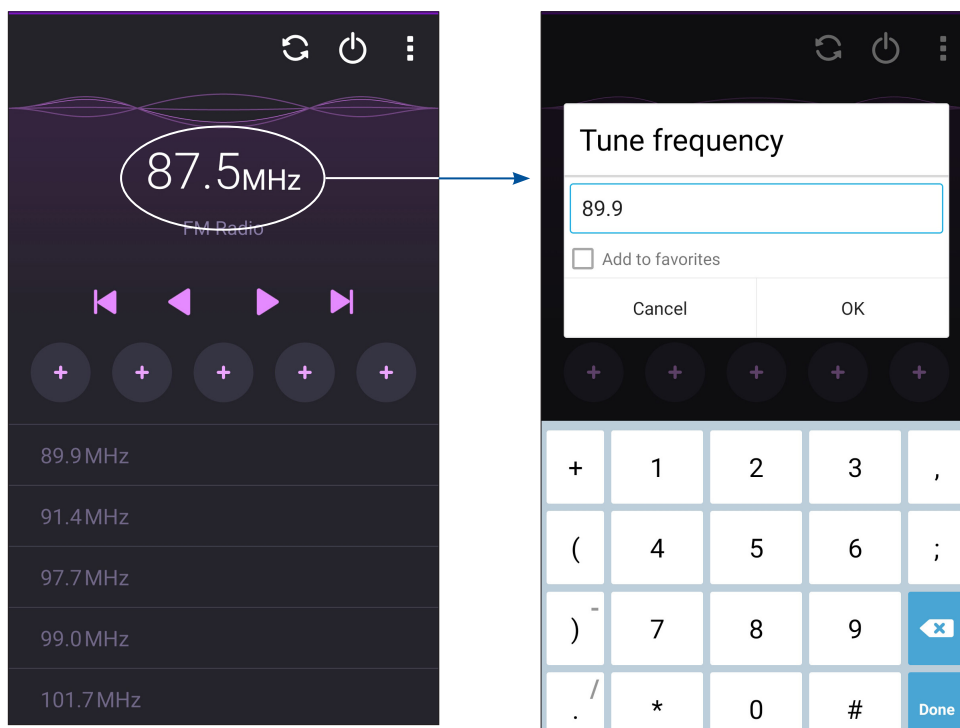 87.5MHz
FM Radio
+ + + + +
89.9MHz
91.4MHz
97.7MHz
99.0MHz
101.7MHz
Tune frequency
89.9
Add to favorites
Cancel OK
+ + + + +
+ 1 2 3 ,
( 4 5 6 ;
) - 7 8 9
. / * 0 # Done